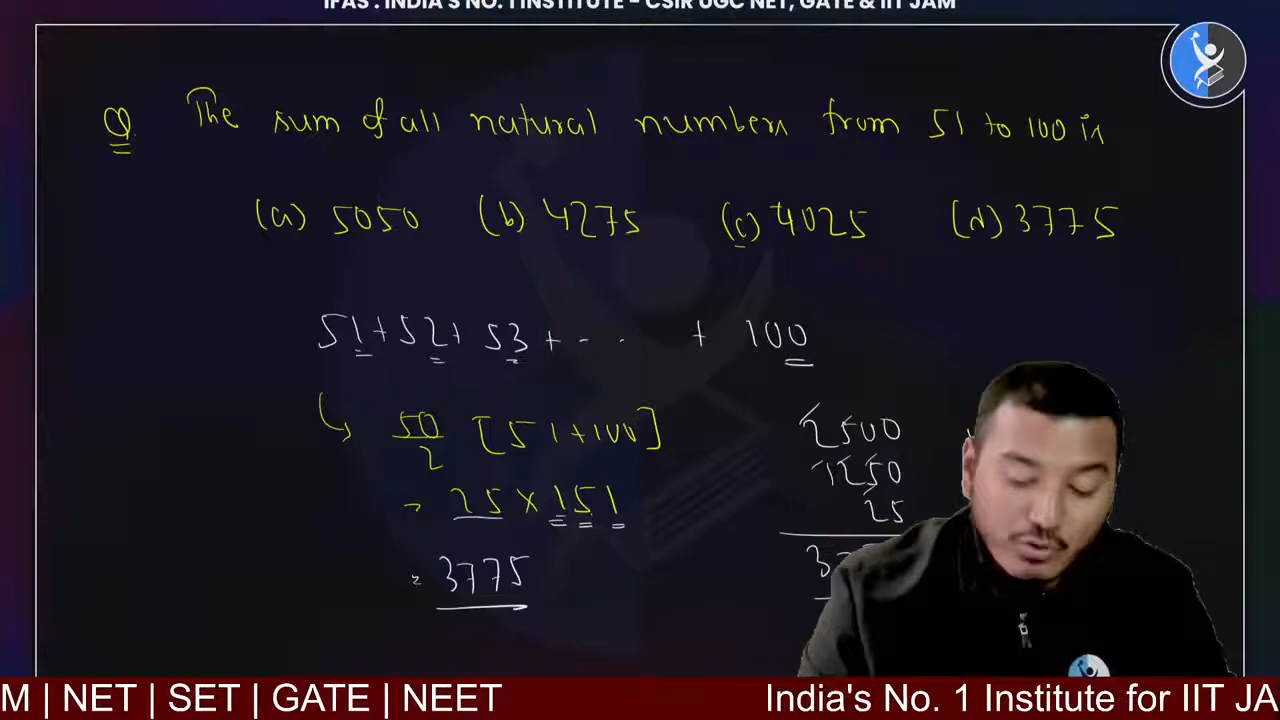 IFAS : INDIA'S NO. 1 INSTITUTE - CSIR UGC NET, GATE & IIT JAM
Q The sum of all natural numbers from 51 to 100 is
(a) 5050 (b) 4275 (c) 4025 (d) 3775
51+52+53+... + 100
50/2 [51+100]
= 25 × 151
= 3775
2500
1250
25
M | NET | SET | GATE | NEET India's No. 1 Institute for IIT JA